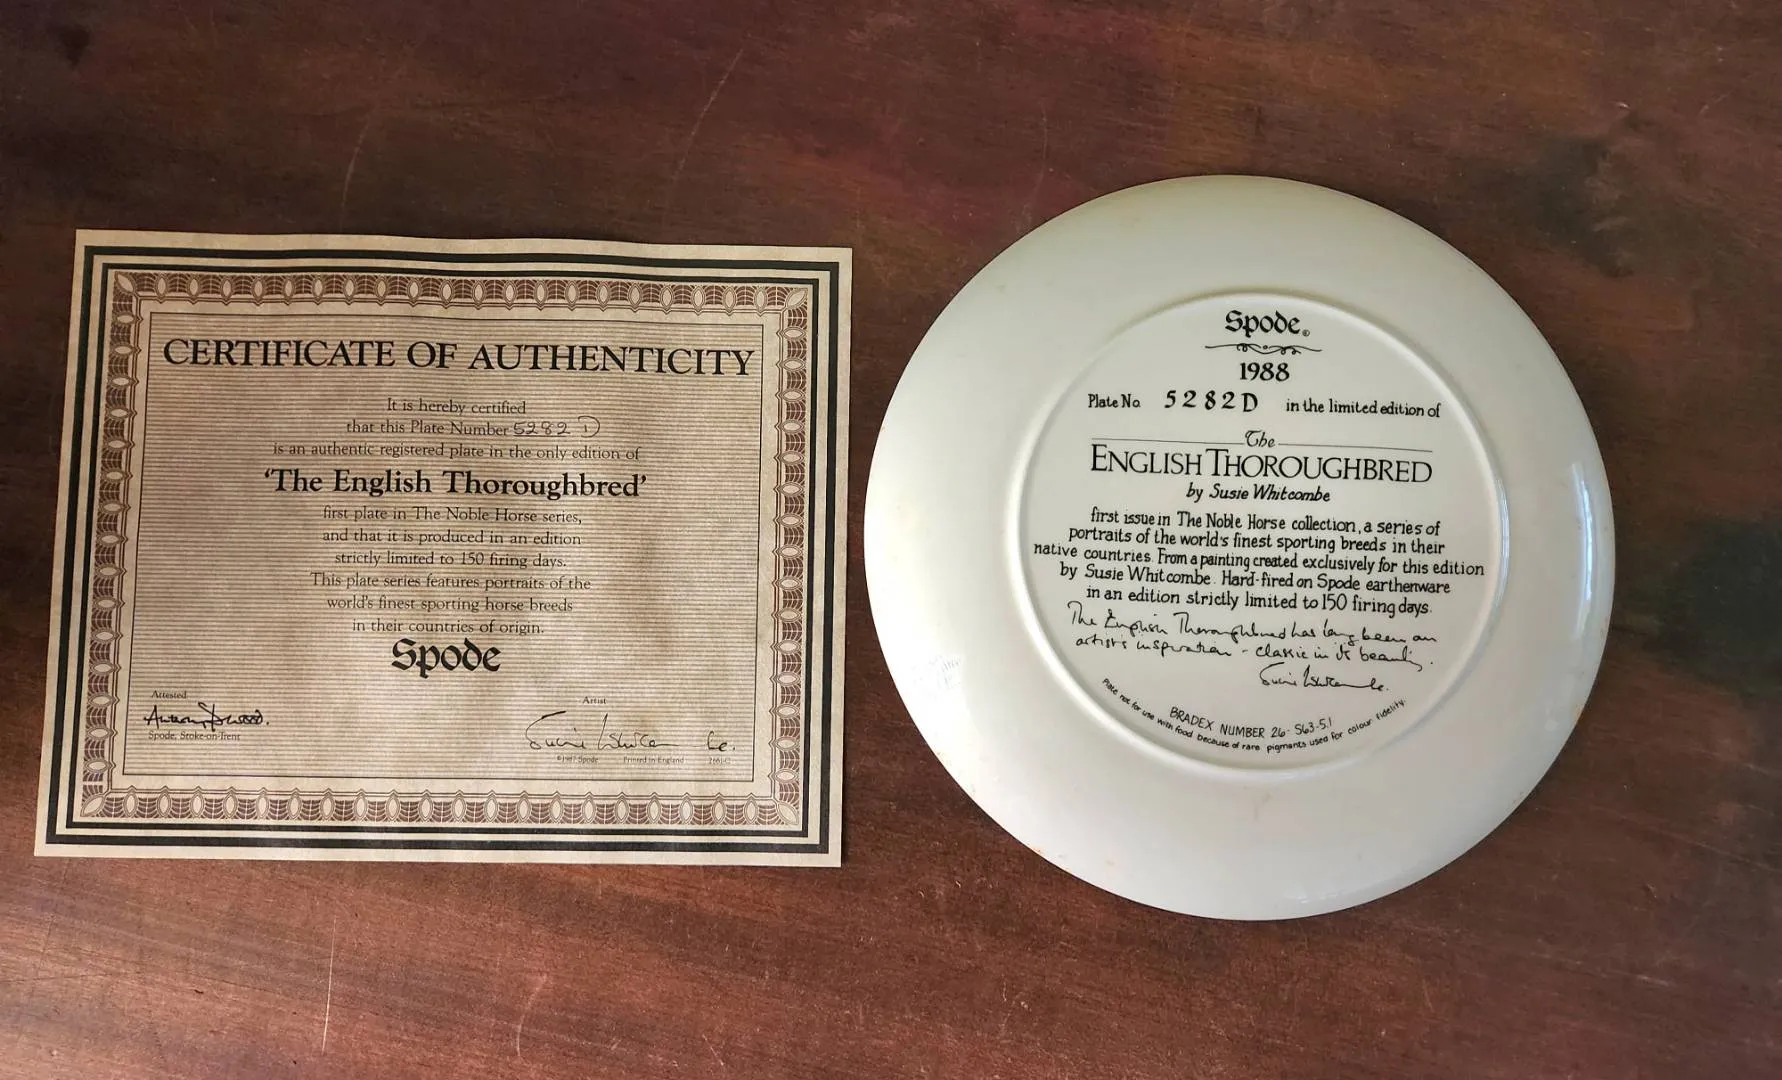 CERTIFICATE OF AUTHENTICITY
It is hereby certified
that this Plate Number 5282 D
is an authentic registered plate in the only edition of
‘The English Thoroughbred’
first plate in The Noble Horse series,
and that it is produced in an edition
strictly limited to 150 firing days.
This plate series features portraits of the
world's finest sporting horse breeds
in their countries of origin.
Spode
Attested
Spode, Stoke-on-Trent
Artist
Susie Whitcombe.
©1987 Spode Printed in England 2661-C
Spode®
1988
Plate No. 5282D in the limited edition of
The
ENGLISH THOROUGHBRED
by Susie Whitcombe
first issue in The Noble Horse collection, a series of
portraits of the world's finest sporting breeds in their
native countries. From a painting created exclusively for this edition
by Susie Whitcombe. Hard-fired on Spode earthenware
in an edition strictly limited to 150 firing days.
The English Thoroughbred has long been an
artist's inspiration - classic in its beauty.
Susie Whitcombe.
BRADEX NUMBER 26-S63-5.1
Plate not for use with food because of rare pigments used for colour fidelity.